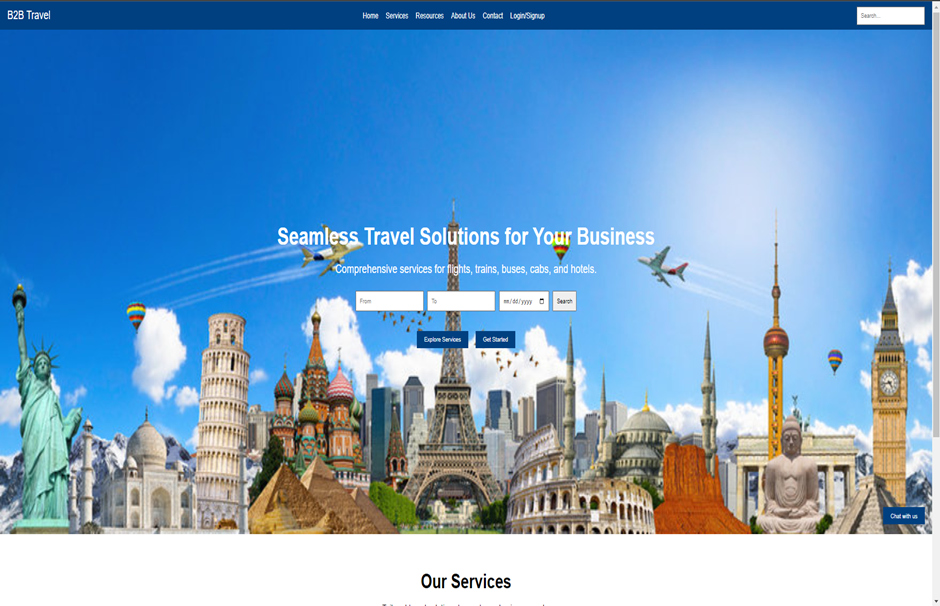 B2B Travel
Home Services Resources About Us Contact Login/Signup
Search...
Seamless Travel Solutions for Your Business
Comprehensive services for flights, trains, buses, cabs, and hotels.
From To mm/dd/yyyy Search
Explore Services Get Started
Chat with us
Our Services